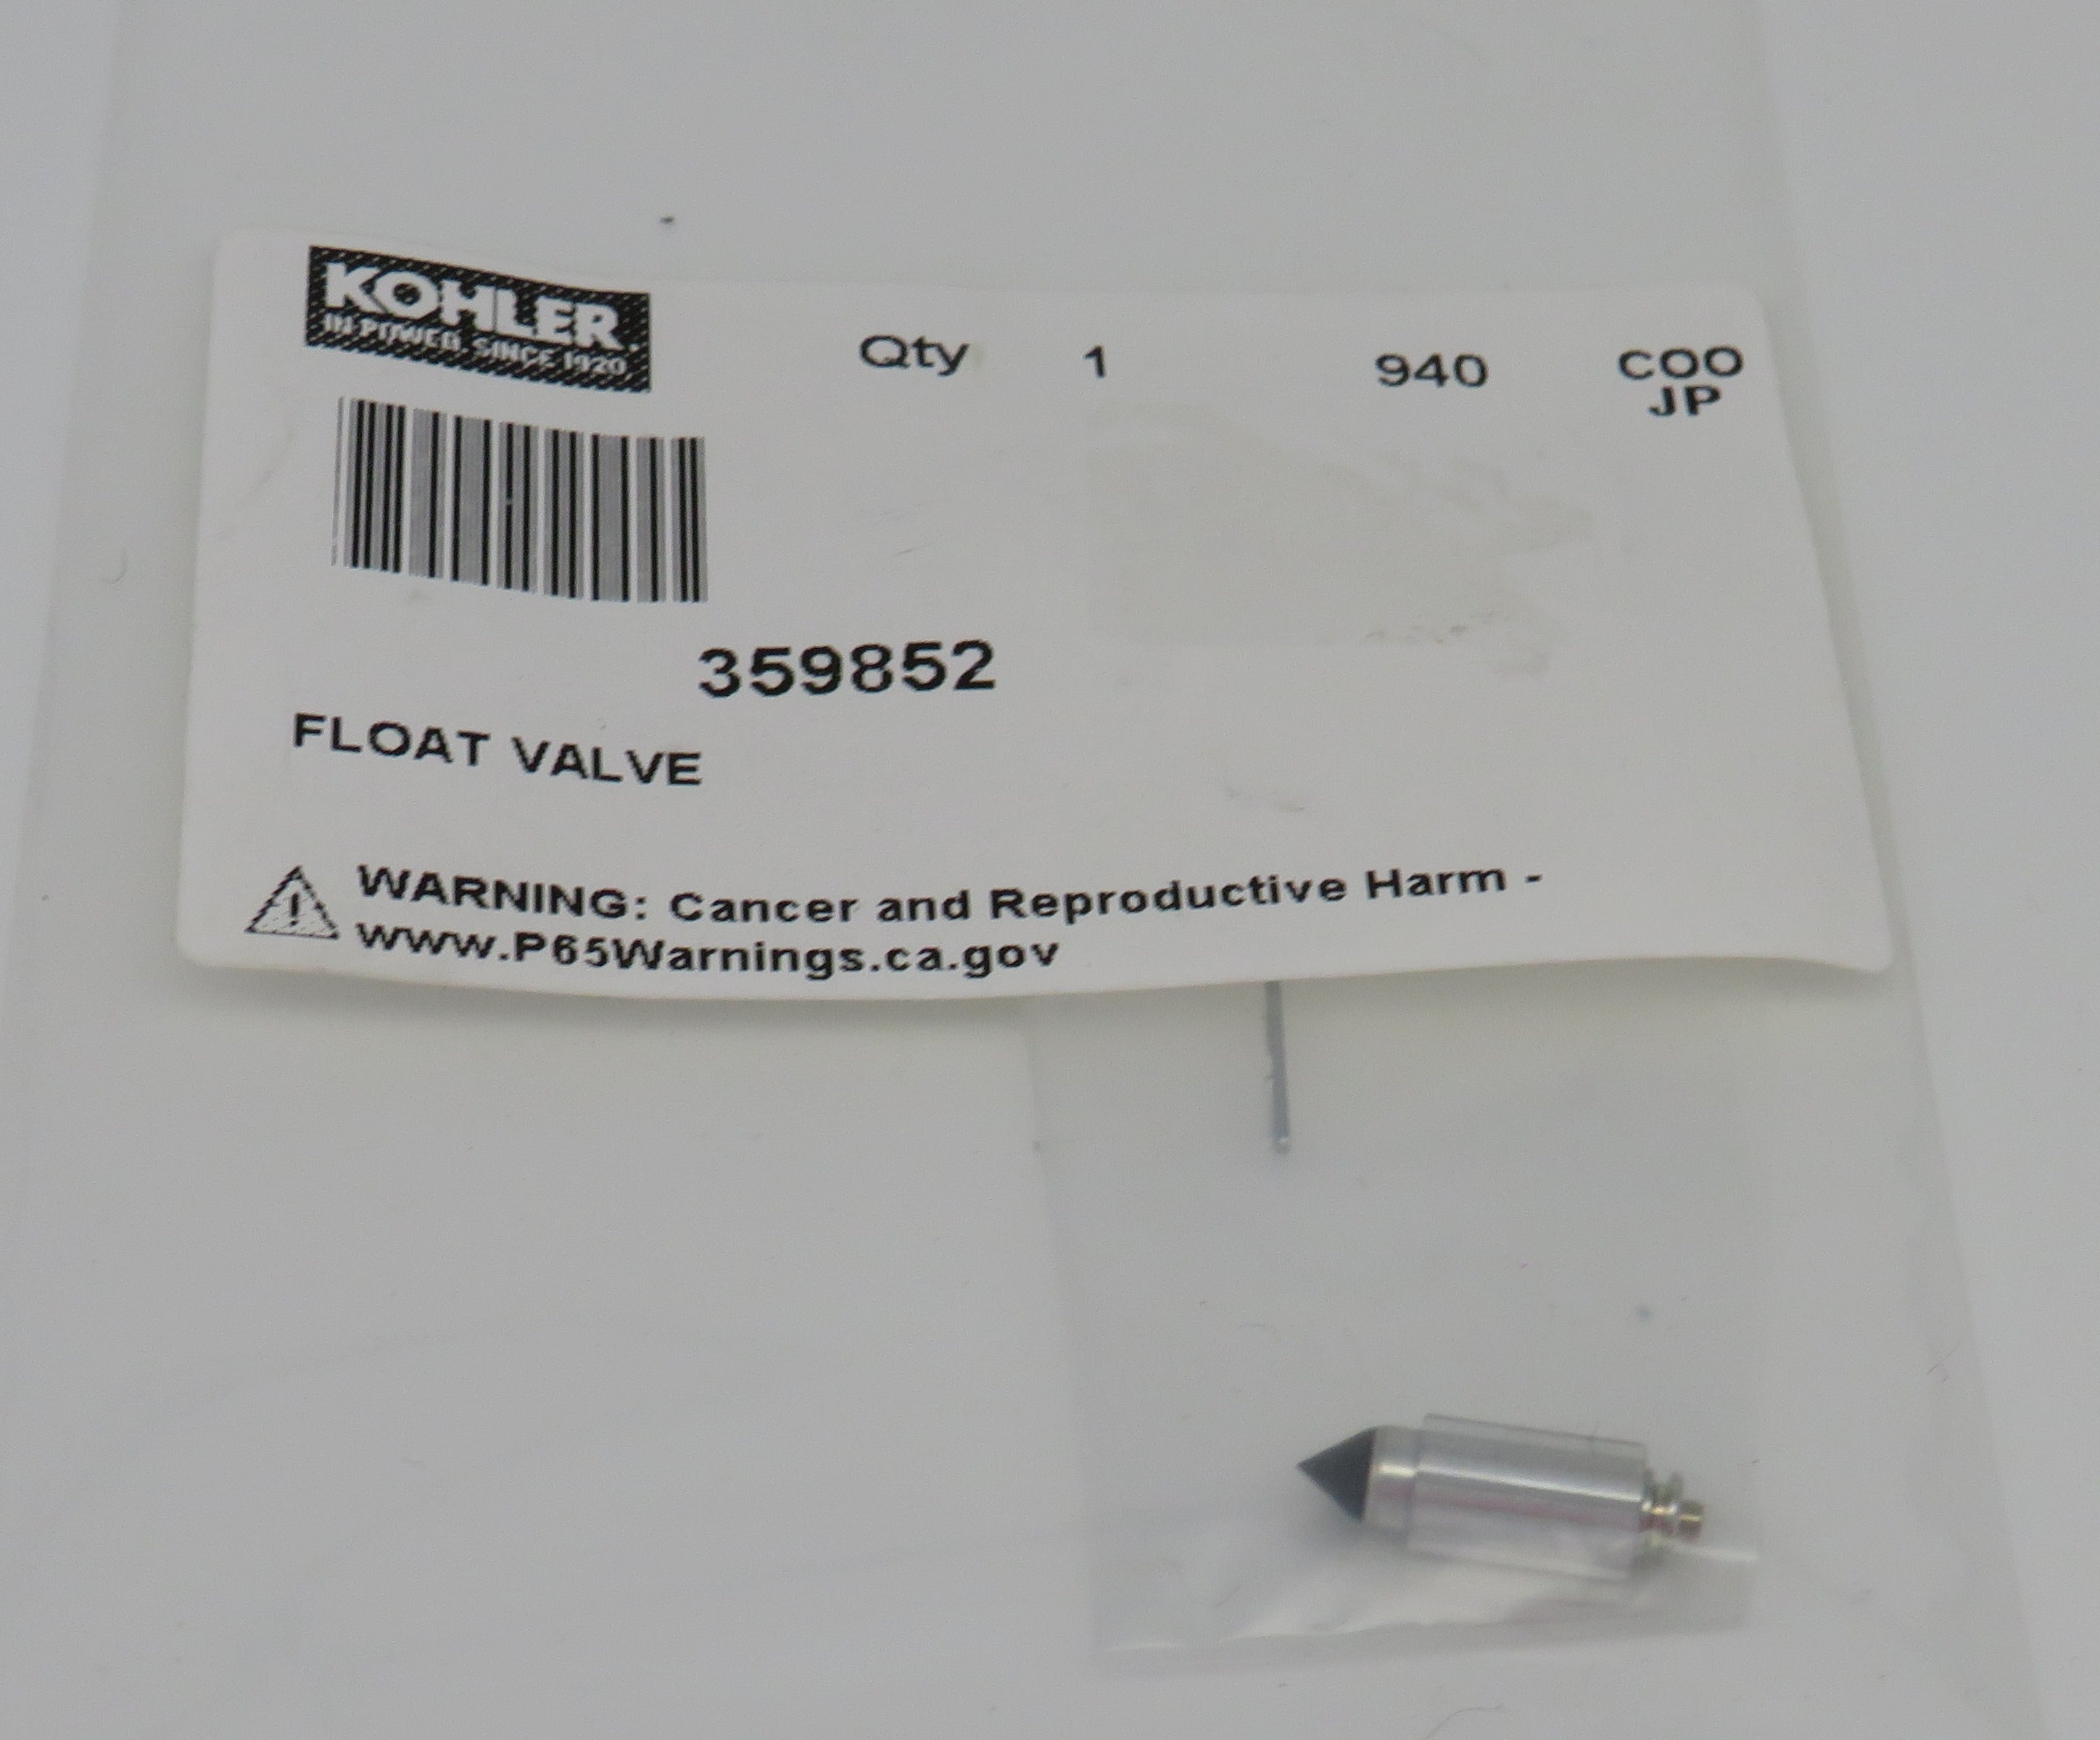 KOHLER.
IN POWER. SINCE 1920
Qty 1 940 COO
JP
359852
FLOAT VALVE
WARNING: Cancer and Reproductive Harm -
www.P65Warnings.ca.gov